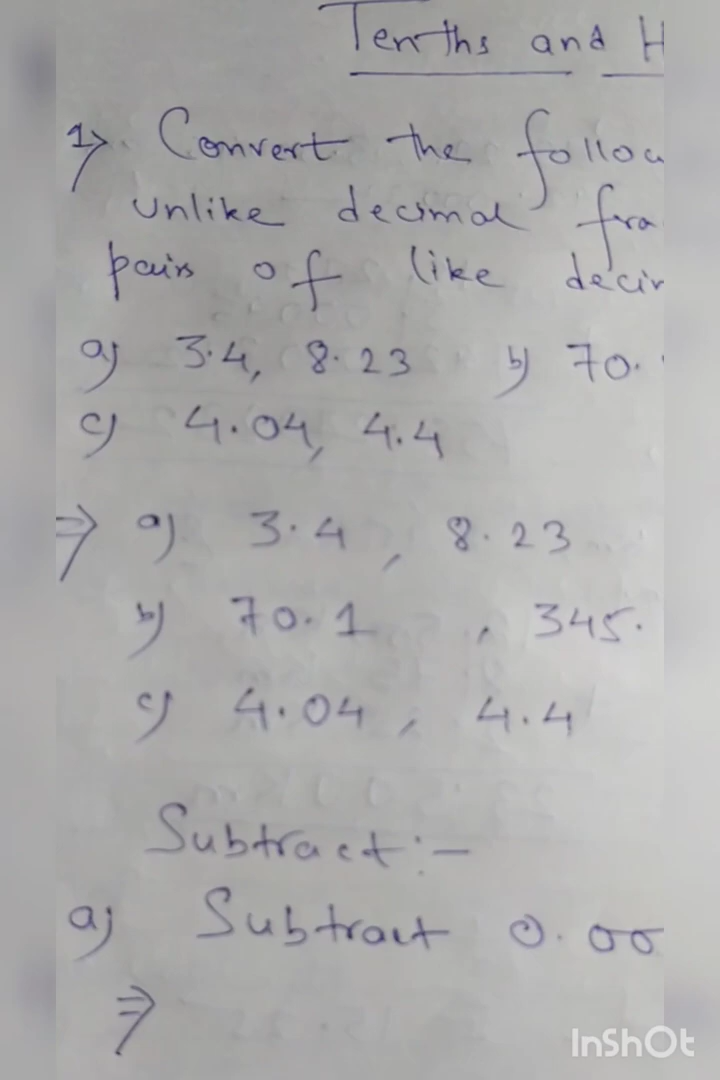 Tenths and H
1) Convert the follow
unlike decimal fra
pairs of like decim
a) 3.4, 8.23 b) 70.
c) 4.04, 4.4
⇒ a) 3.4, 8.23
b) 70.1, 345.
c) 4.04, 4.4
Subtract:-
a) Subtract 0.00
⇒
InShOt